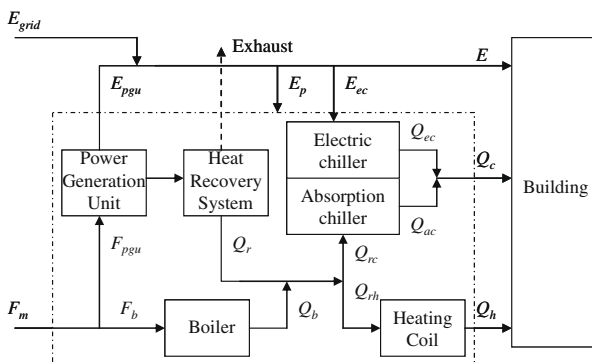 E_grid
Exhaust
E_pgu
E_p
E_ec
E
Power
Generation
Unit
Heat
Recovery
System
Electric
chiller
Absorption
chiller
Q_ec
Q_ac
Q_c
Building
F_pgu
Q_r
Q_rc
Q_rh
F_m
F_b
Boiler
Q_b
Heating
Coil
Q_h